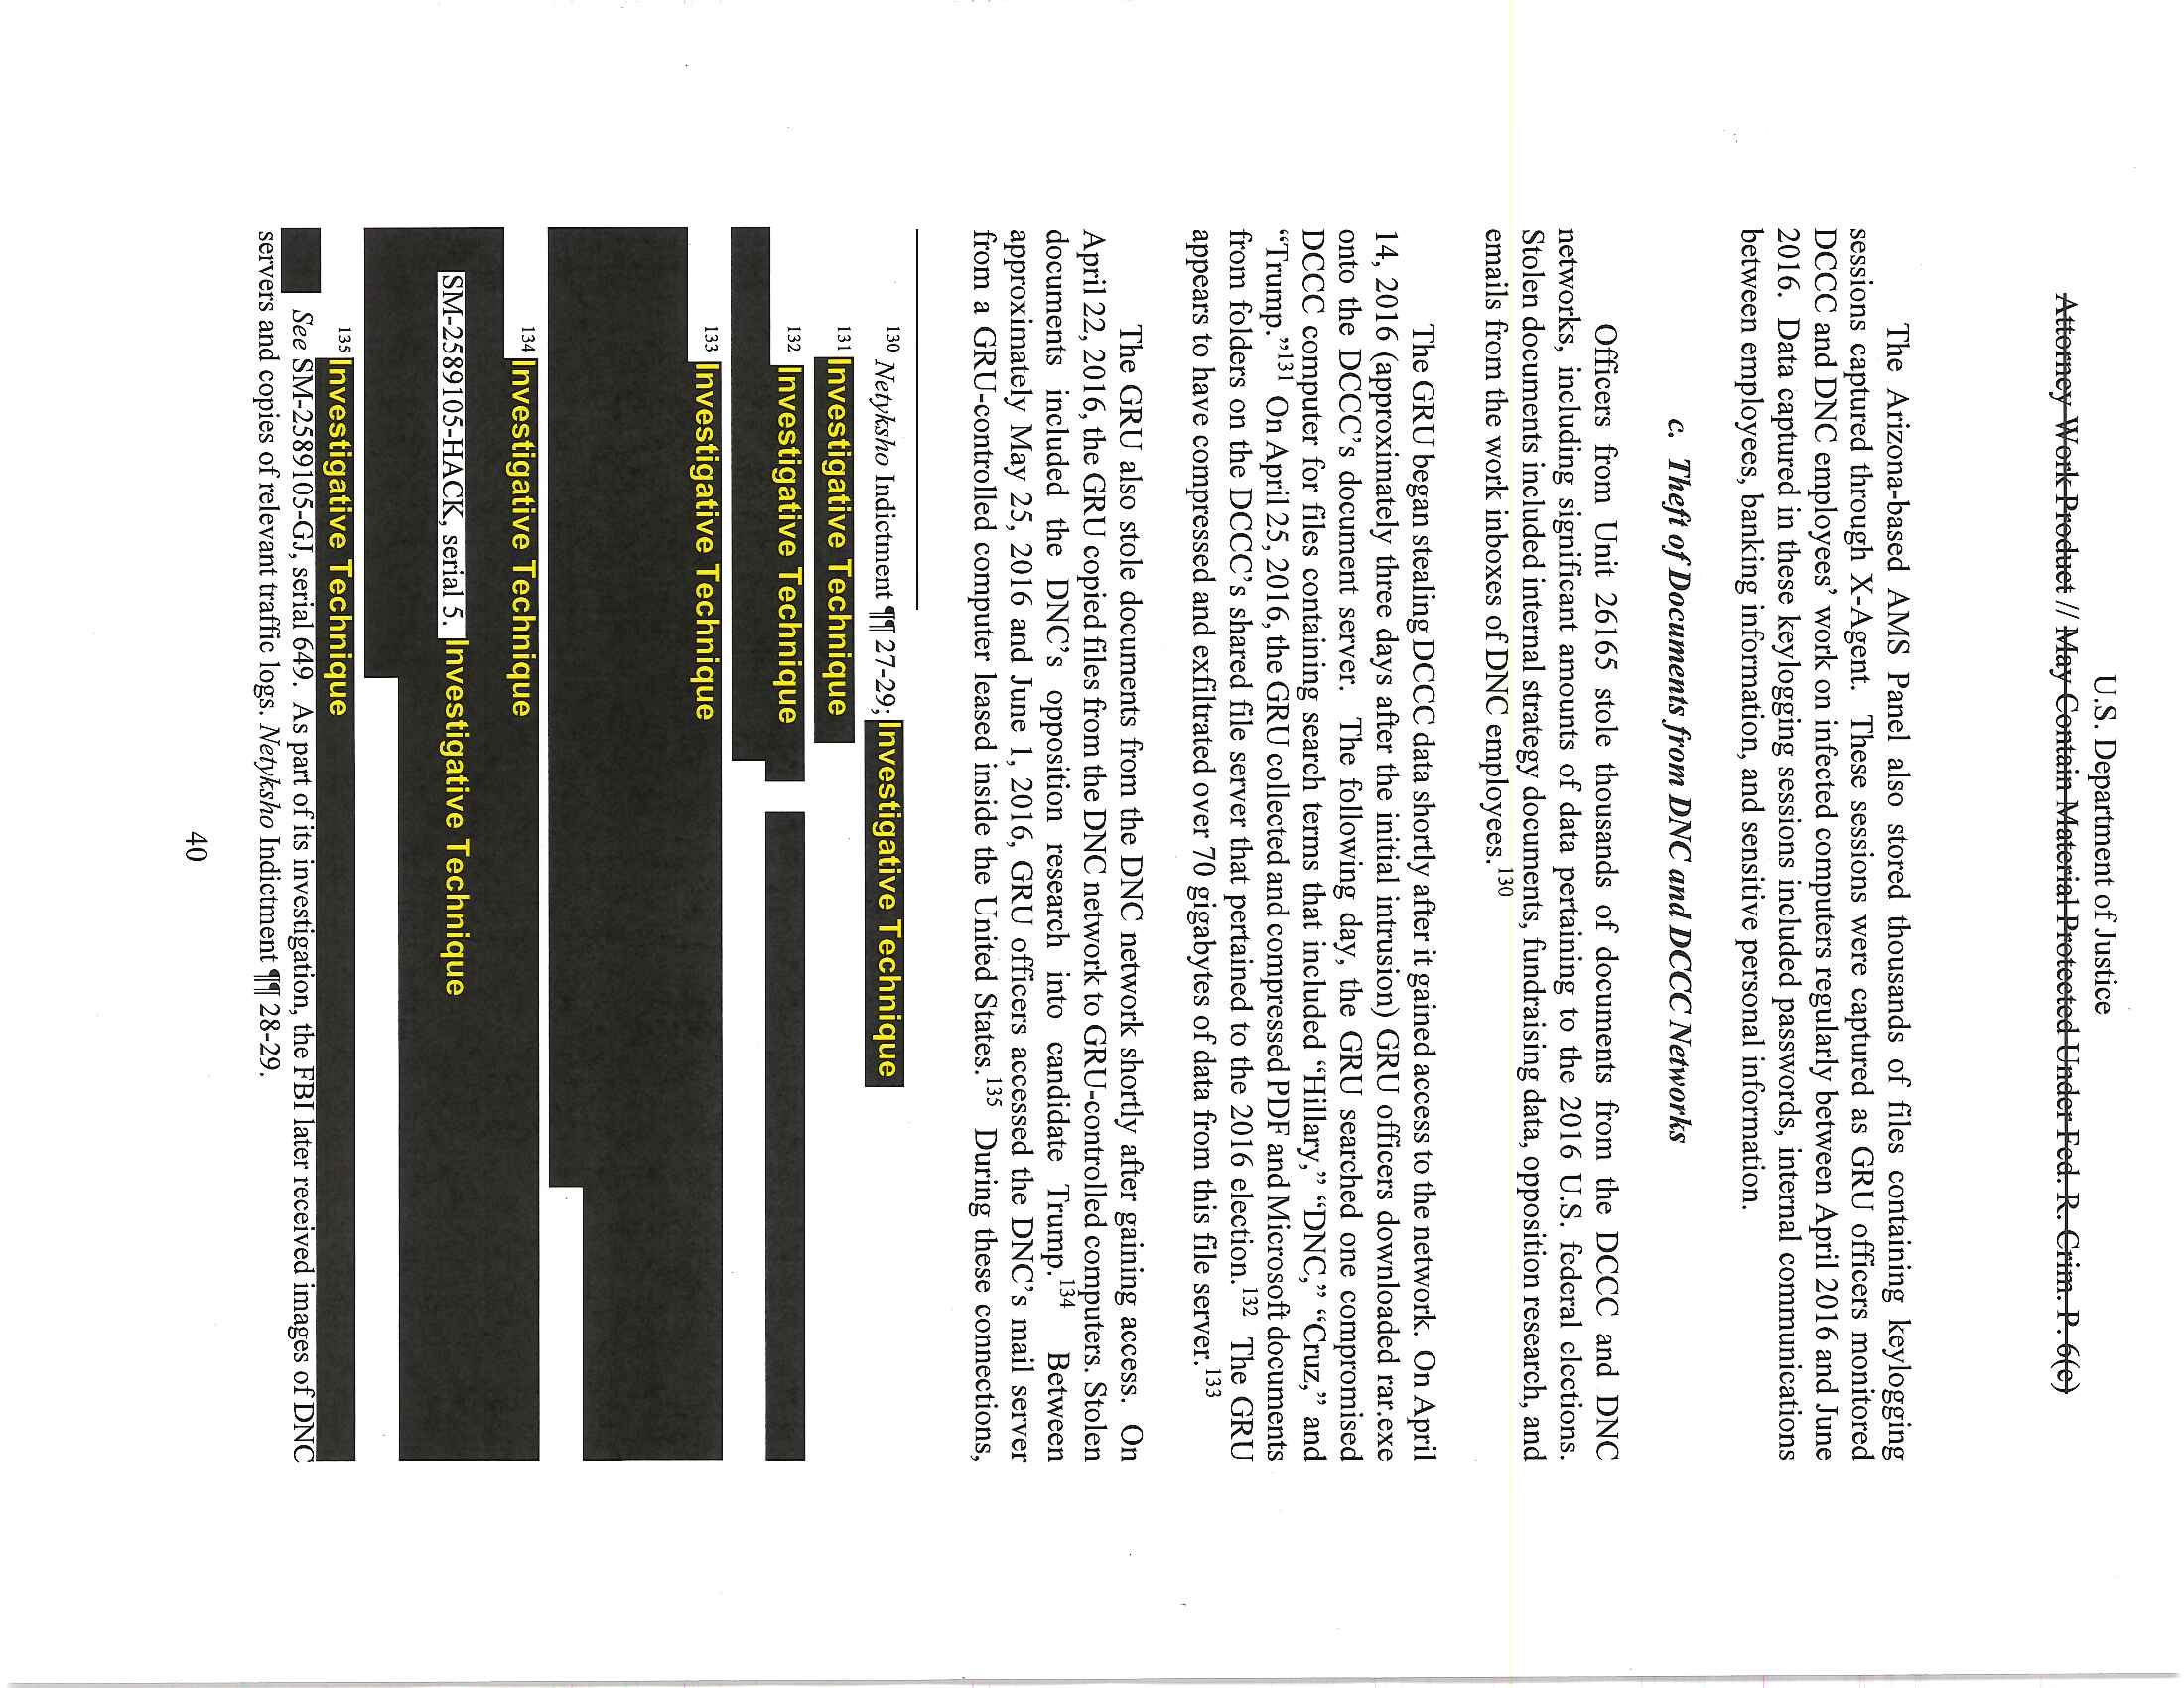 U.S. Department of Justice
Attorney Work Product // May Contain Material Protected Under Fed. R. Crim. P. 6(e)
The Arizona-based AMS Panel also stored thousands of files containing keylogging
sessions captured through X-Agent. These sessions were captured as GRU officers monitored
DCCC and DNC employees’ work on infected computers regularly between April 2016 and June
2016. Data captured in these keylogging sessions included passwords, internal communications
between employees, banking information, and sensitive personal information.
c. Theft of Documents from DNC and DCCC Networks
Officers from Unit 26165 stole thousands of documents from the DCCC and DNC
networks, including significant amounts of data pertaining to the 2016 U.S. federal elections.
Stolen documents included internal strategy documents, fundraising data, opposition research, and
emails from the work inboxes of DNC employees.130
The GRU began stealing DCCC data shortly after it gained access to the network. On April
14, 2016 (approximately three days after the initial intrusion) GRU officers downloaded rar.exe
onto the DCCC’s document server. The following day, the GRU searched one compromised
DCCC computer for files containing search terms that included “Hillary,” “DNC,” “Cruz,” and
“Trump.”131 On April 25, 2016, the GRU collected and compressed PDF and Microsoft documents
from folders on the DCCC’s shared file server that pertained to the 2016 election.132 The GRU
appears to have compressed and exfiltrated over 70 gigabytes of data from this file server.133
The GRU also stole documents from the DNC network shortly after gaining access. On
April 22, 2016, the GRU copied files from the DNC network to GRU-controlled computers. Stolen
documents included the DNC’s opposition research into candidate Trump.134 Between
approximately May 25, 2016 and June 1, 2016, GRU officers accessed the DNC’s mail server
from a GRU-controlled computer leased inside the United States.135 During these connections,
130 Netyksho Indictment ¶¶ 27-29; Investigative Technique
131 Investigative Technique
132 Investigative Technique
133 Investigative Technique
134 Investigative Technique
SM-2589105-HACK, serial 5. Investigative Technique
135 Investigative Technique
See SM-2589105-GJ, serial 649. As part of its investigation, the FBI later received images of DNC
servers and copies of relevant traffic logs. Netyksho Indictment ¶¶ 28-29.
40